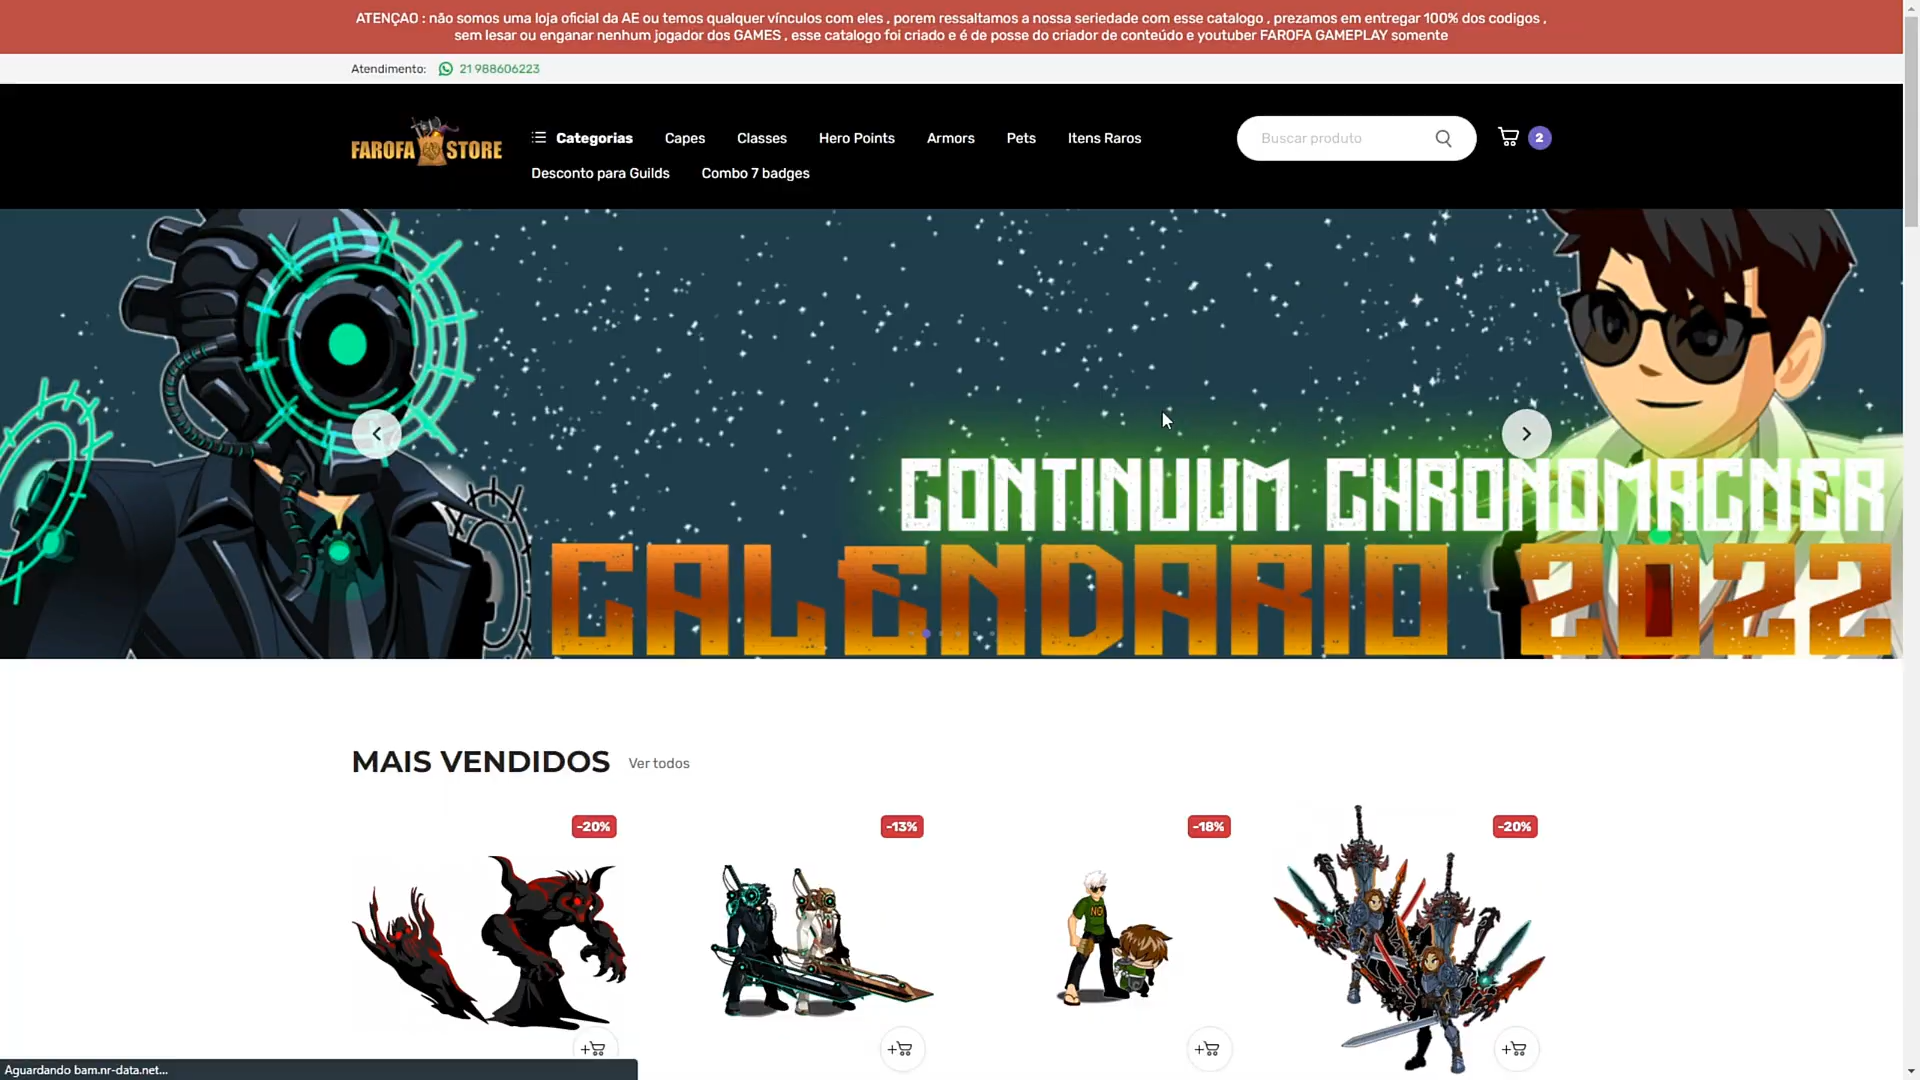 ATENÇAO : não somos uma loja oficial da AE ou temos qualquer vínculos com eles , porem ressaltamos a nossa seriedade com esse catalogo , prezamos em entregar 100% dos codigos ,
sem lesar ou enganar nenhum jogador dos GAMES , esse catalogo foi criado e é de posse do criador de conteúdo e youtuber FAROFA GAMEPLAY somente
Atendimento: 21 988606223
FAROFA STORE
Categorias Capes Classes Hero Points Armors Pets Itens Raros
Buscar produto
2
Desconto para Guilds Combo 7 badges
CONTINUUM CHRONOMACNER
CALENDARIO 2022
MAIS VENDIDOS Ver todos
-20% -13% -18% -20%
NO
Aguardando bam.nr-data.net...